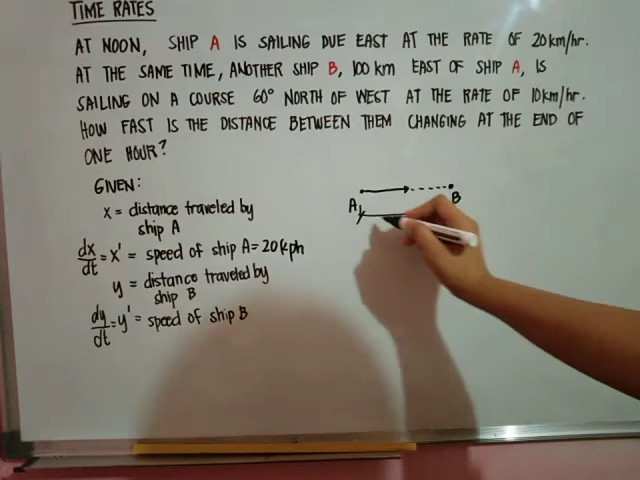 TIME RATES
AT NOON, SHIP A IS SAILING DUE EAST AT THE RATE OF 20 km/hr.
AT THE SAME TIME, ANOTHER SHIP B, 100 km EAST OF SHIP A, IS
SAILING ON A COURSE 60° NORTH OF WEST AT THE RATE OF 10 km/hr.
HOW FAST IS THE DISTANCE BETWEEN THEM CHANGING AT THE END OF
ONE HOUR?
GIVEN:
x = distance traveled by
ship A
dx/dt = x' = speed of ship A = 20 kph
y = distance traveled by
ship B
dy/dt = y' = speed of ship B
A
B